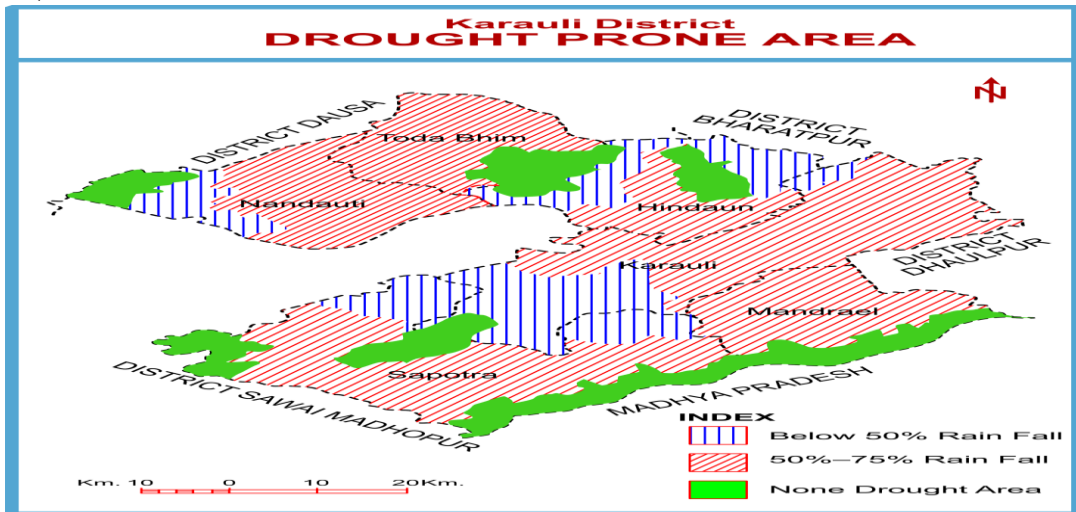 Karauli District
DROUGHT PRONE AREA
N
DISTRICT DAUSA
Toda Bhim
DISTRICT
BHARATPUR
Nandauti
Hindaun
Karauli
DISTRICT
DHAULPUR
Mandrael
Sapotra
DISTRICT SAWAI MADHOPUR
MADHYA PRADESH
INDEX
Below 50% Rain Fall
50%–75% Rain Fall
None Drought Area
Km. 10 0 10 20Km.